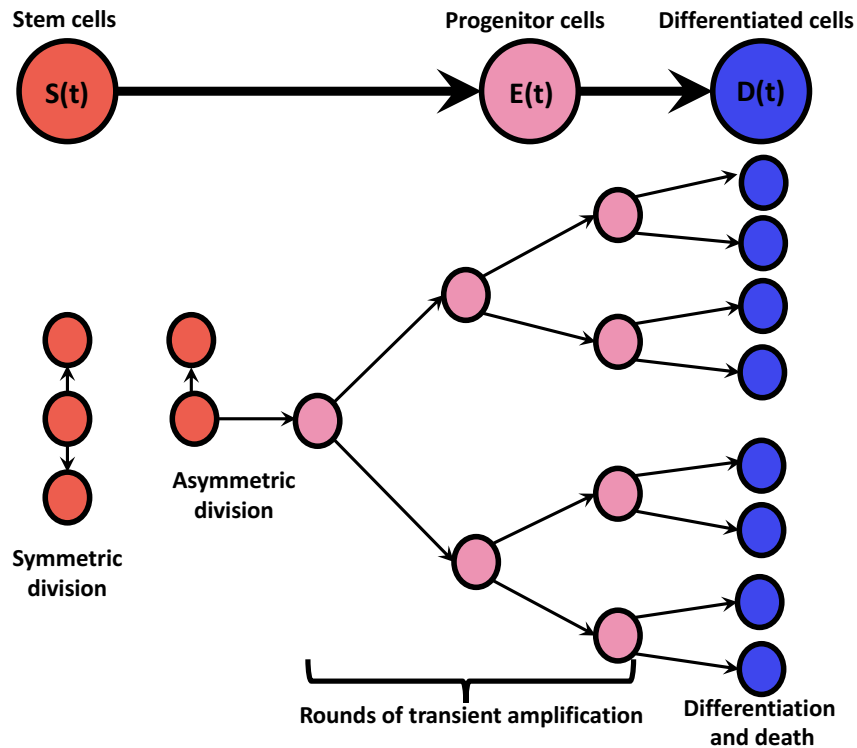 Stem cells
Progenitor cells
Differentiated cells
S(t)
E(t)
D(t)
Asymmetric
division
Symmetric
division
Rounds of transient amplification
Differentiation
and death